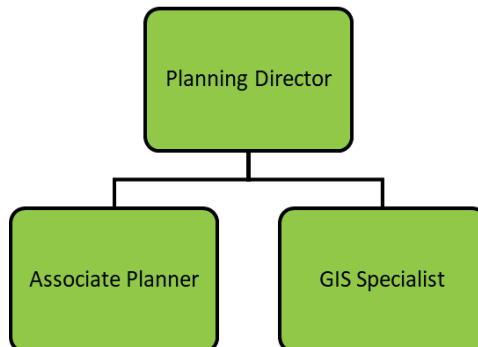 Planning Director
Associate Planner
GIS Specialist